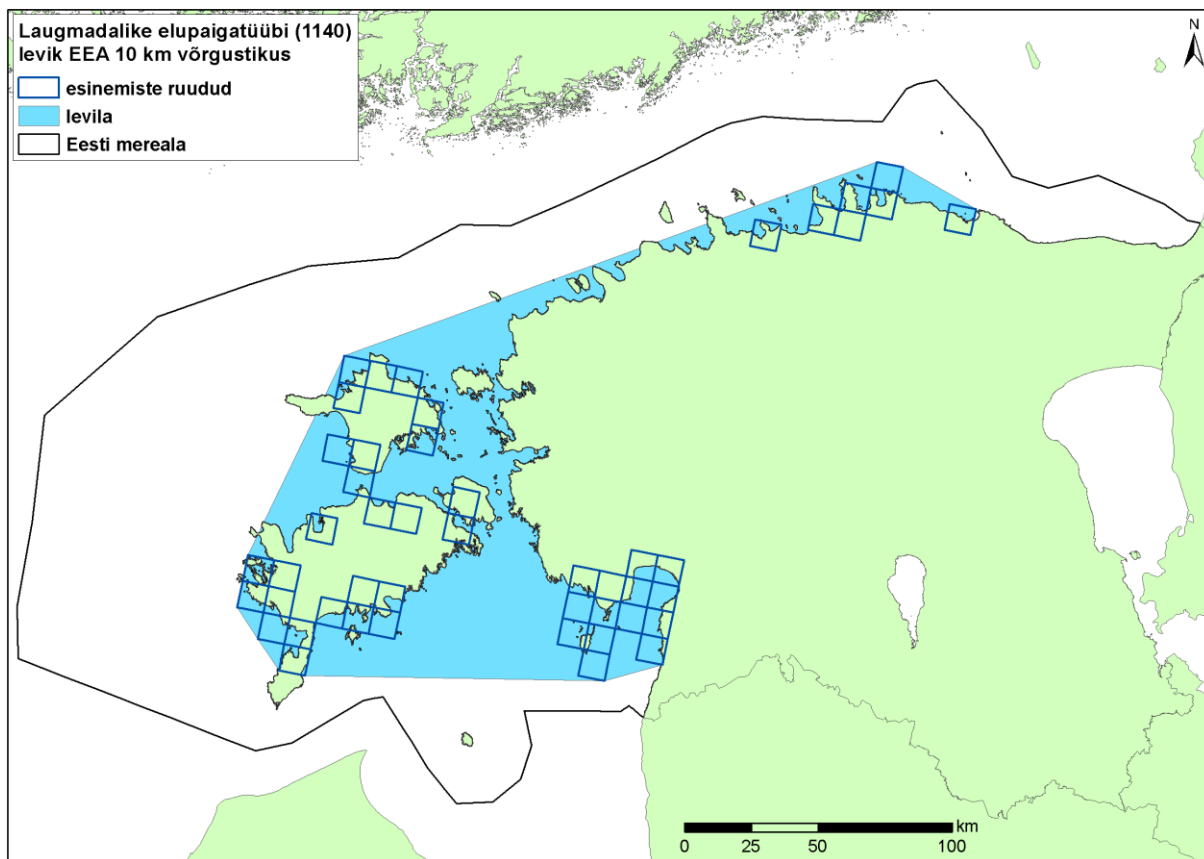 Laugmadalike elupaigatüübi (1140)
levik EEA 10 km võrgustikus
esinemiste ruudud
levila
Eesti mereala
N
km
0 25 50 100